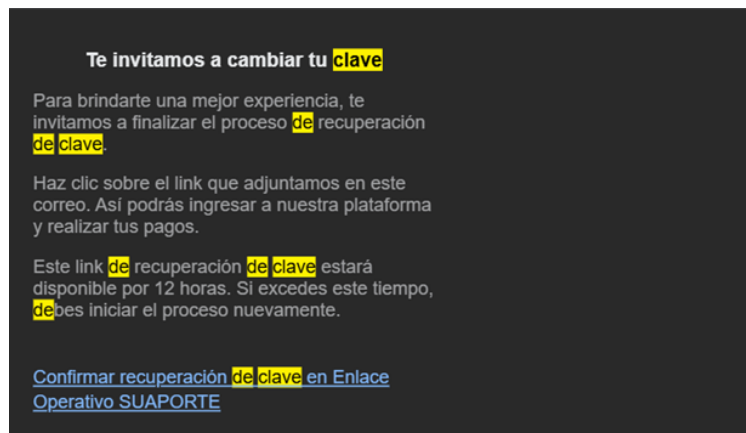 Te invitamos a cambiar tu clave
Para brindarte una mejor experiencia, te
invitamos a finalizar el proceso de recuperación
de clave.
Haz clic sobre el link que adjuntamos en este
correo. Así podrás ingresar a nuestra plataforma
y realizar tus pagos.
Este link de recuperación de clave estará
disponible por 12 horas. Si excedes este tiempo,
debes iniciar el proceso nuevamente.
Confirmar recuperación de clave en Enlace
Operativo SUAPORTE